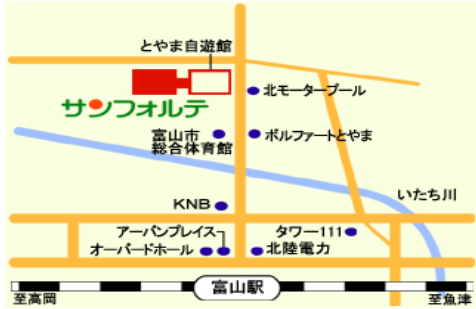 とやま自遊館
サンフォルテ
北モータープール
富山市
総合体育館
ボルファートとやま
いたち川
KNB
アーバンプレイス
オーバードホール
タワー111
北陸電力
富山駅
至高岡
至魚津